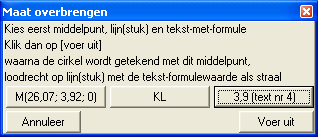 Maat overbrengen
Kies eerst middelpunt, lijn(stuk) en tekst-met-formule
Klik dan op [voer uit]
waarna de cirkel wordt getekend met dit middelpunt,
loodrecht op lijn(stuk) met de tekst-formulewaarde als straal
M(26,07; 3,92; 0) KL 3,9 (text nr 4)
Annuleer Voer uit